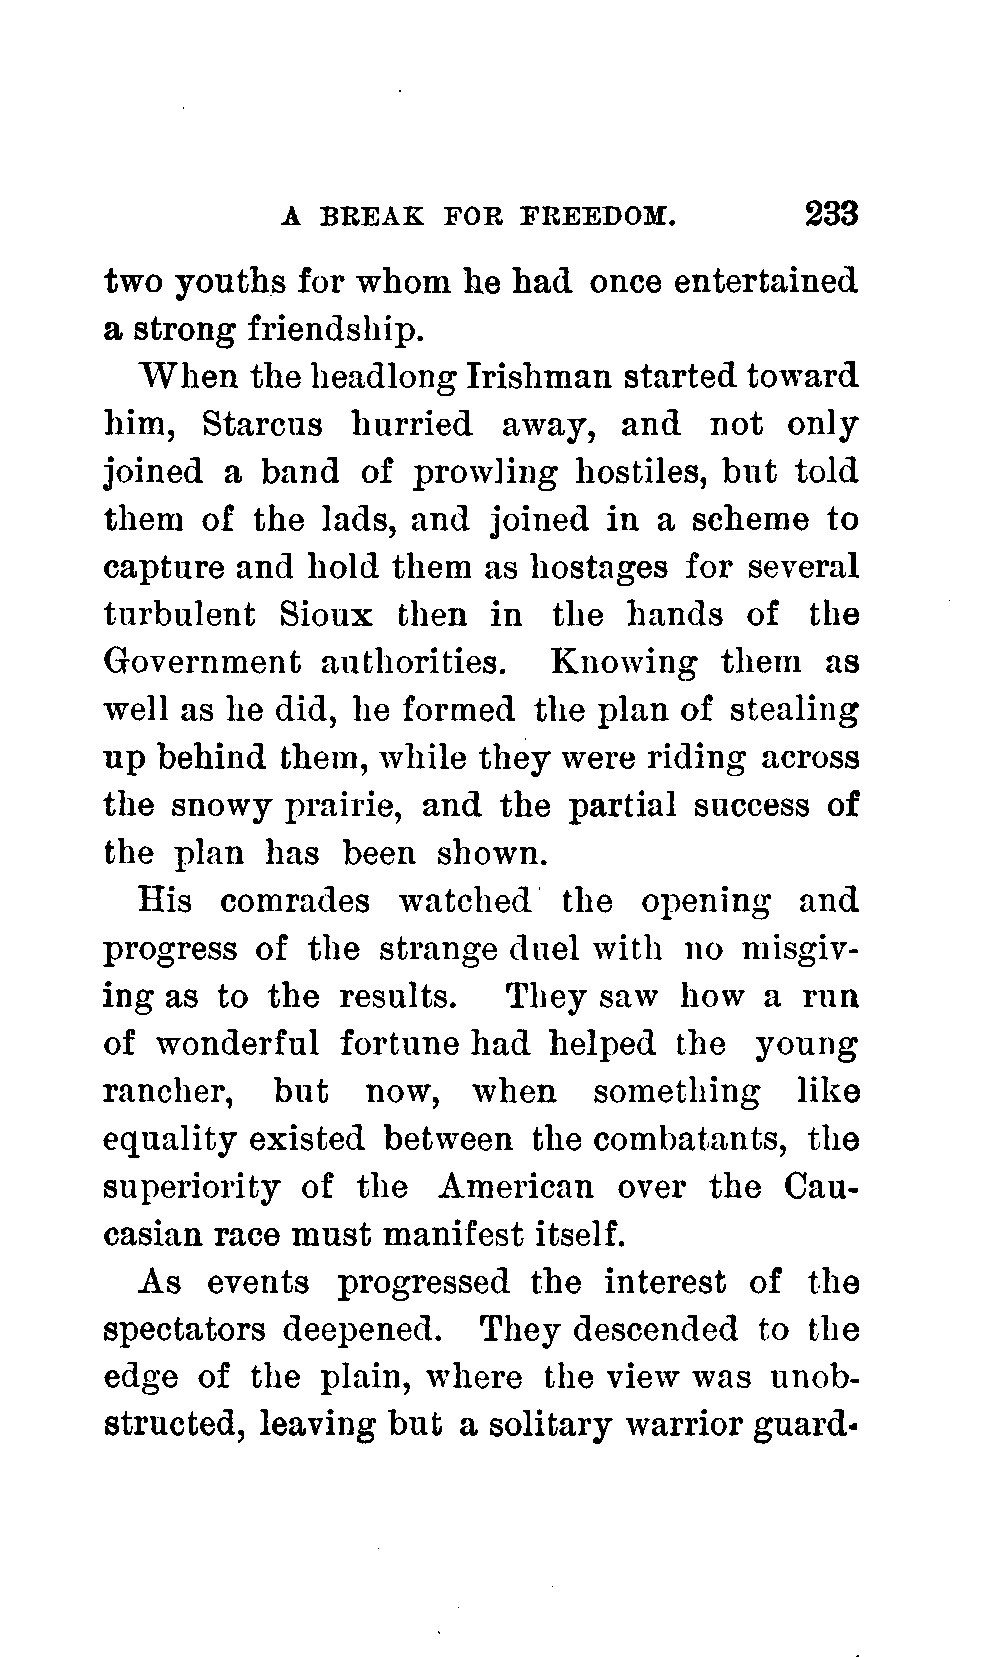 A BREAK FOR FREEDOM. 233
two youths for whom he had once entertained
a strong friendship.
When the headlong Irishman started toward
him, Starcus hurried away, and not only
joined a band of prowling hostiles, but told
them of the lads, and joined in a scheme to
capture and hold them as hostages for several
turbulent Sioux then in the hands of the
Government authorities. Knowing them as
well as he did, he formed the plan of stealing
up behind them, while they were riding across
the snowy prairie, and the partial success of
the plan has been shown.
His comrades watched the opening and
progress of the strange duel with no misgiv-
ing as to the results. They saw how a run
of wonderful fortune had helped the young
rancher, but now, when something like
equality existed between the combatants, the
superiority of the American over the Cau-
casian race must manifest itself.
As events progressed the interest of the
spectators deepened. They descended to the
edge of the plain, where the view was unob-
structed, leaving but a solitary warrior guard-